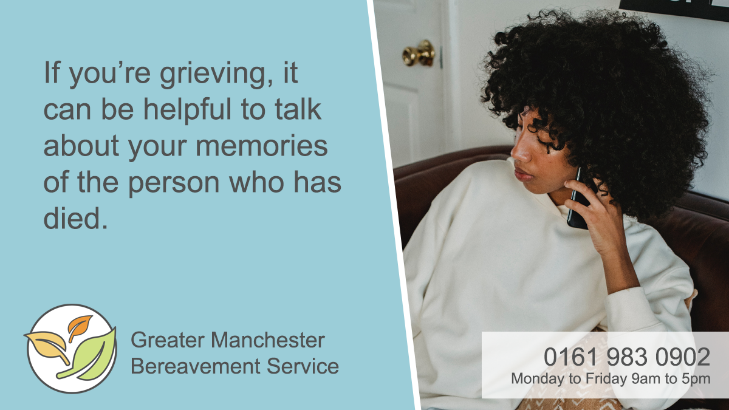 If you’re grieving, it
can be helpful to talk
about your memories
of the person who has
died.
Greater Manchester
Bereavement Service
0161 983 0902
Monday to Friday 9am to 5pm